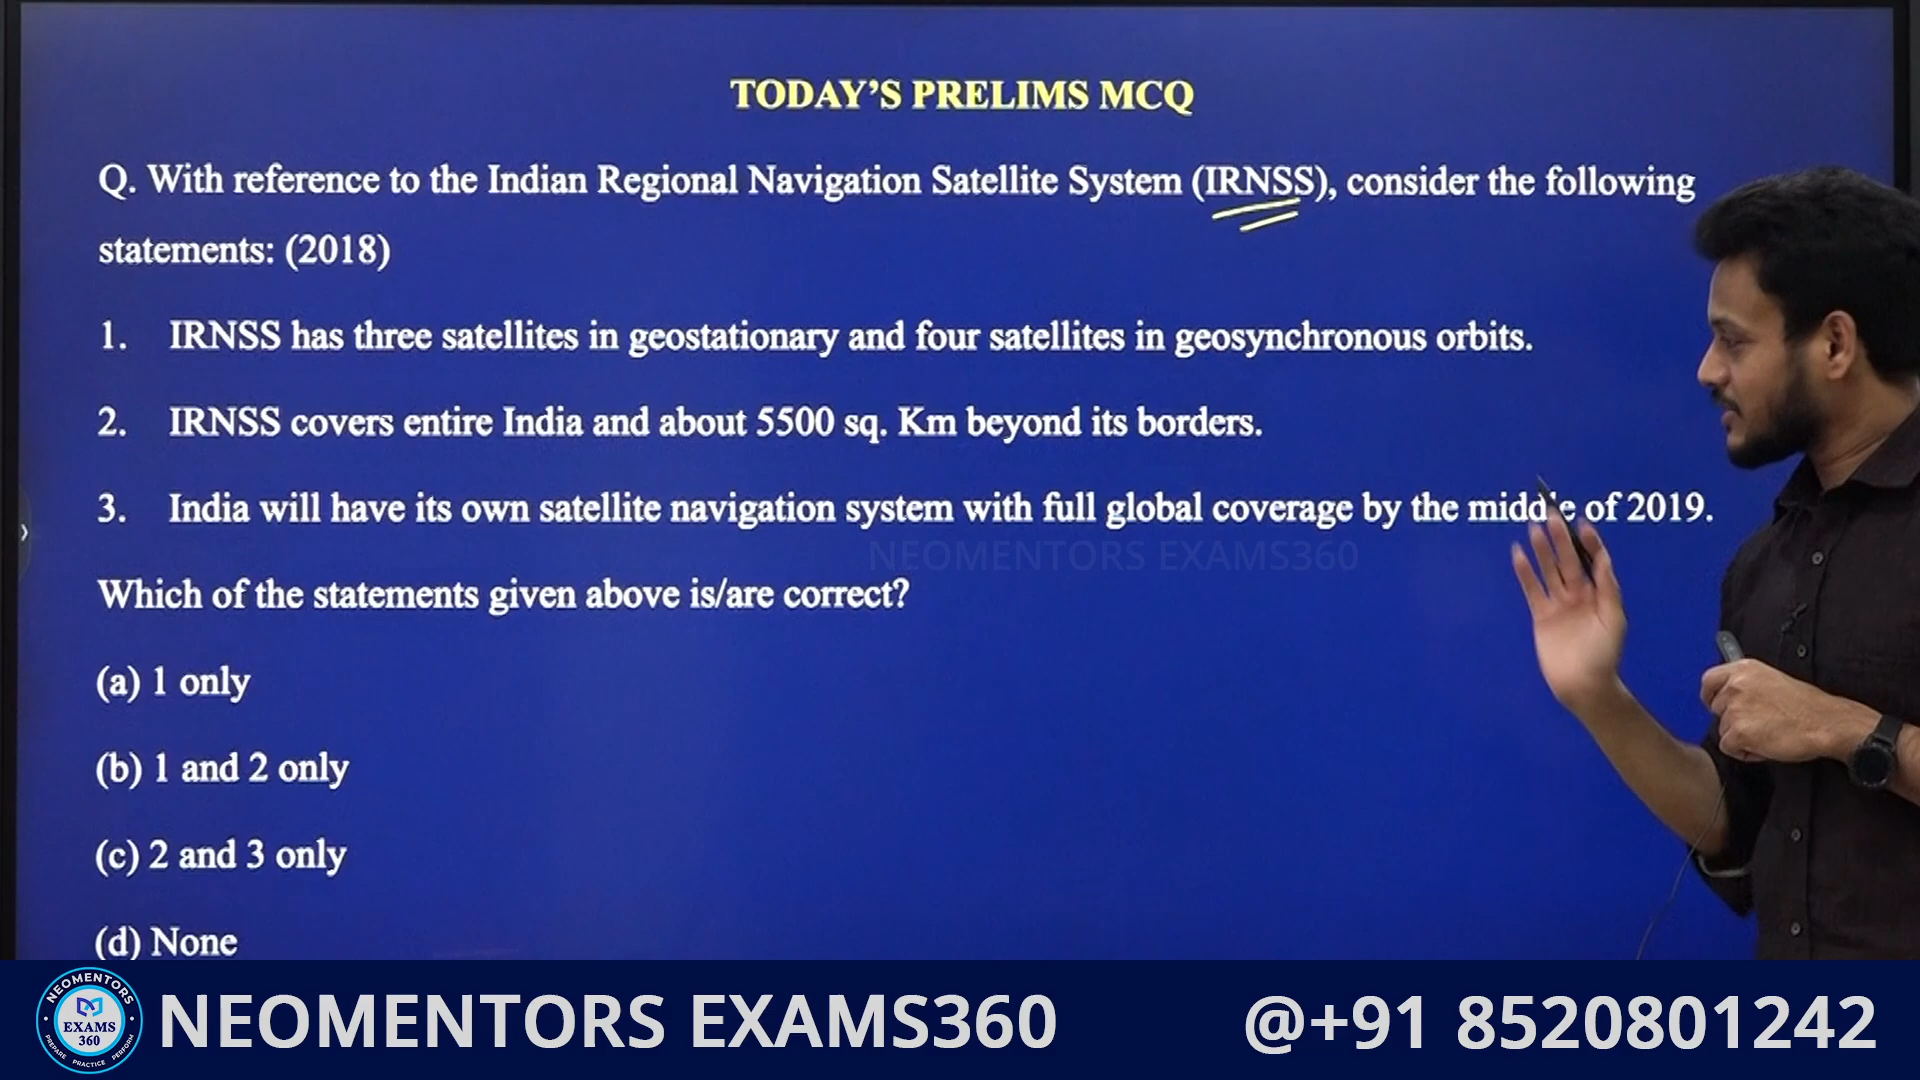 TODAY'S PRELIMS MCQ
Q. With reference to the Indian Regional Navigation Satellite System (IRNSS), consider the following
statements: (2018)
1. IRNSS has three satellites in geostationary and four satellites in geosynchronous orbits.
2. IRNSS covers entire India and about 5500 sq. Km beyond its borders.
3. India will have its own satellite navigation system with full global coverage by the middle of 2019.
NEOMENTORS EXAMS360
Which of the statements given above is/are correct?
(a) 1 only
(b) 1 and 2 only
(c) 2 and 3 only
(d) None
NEOMENTORS
EXAMS
360
PREPARE PRACTICE PERFORM
NEOMENTORS EXAMS360
@+91 8520801242